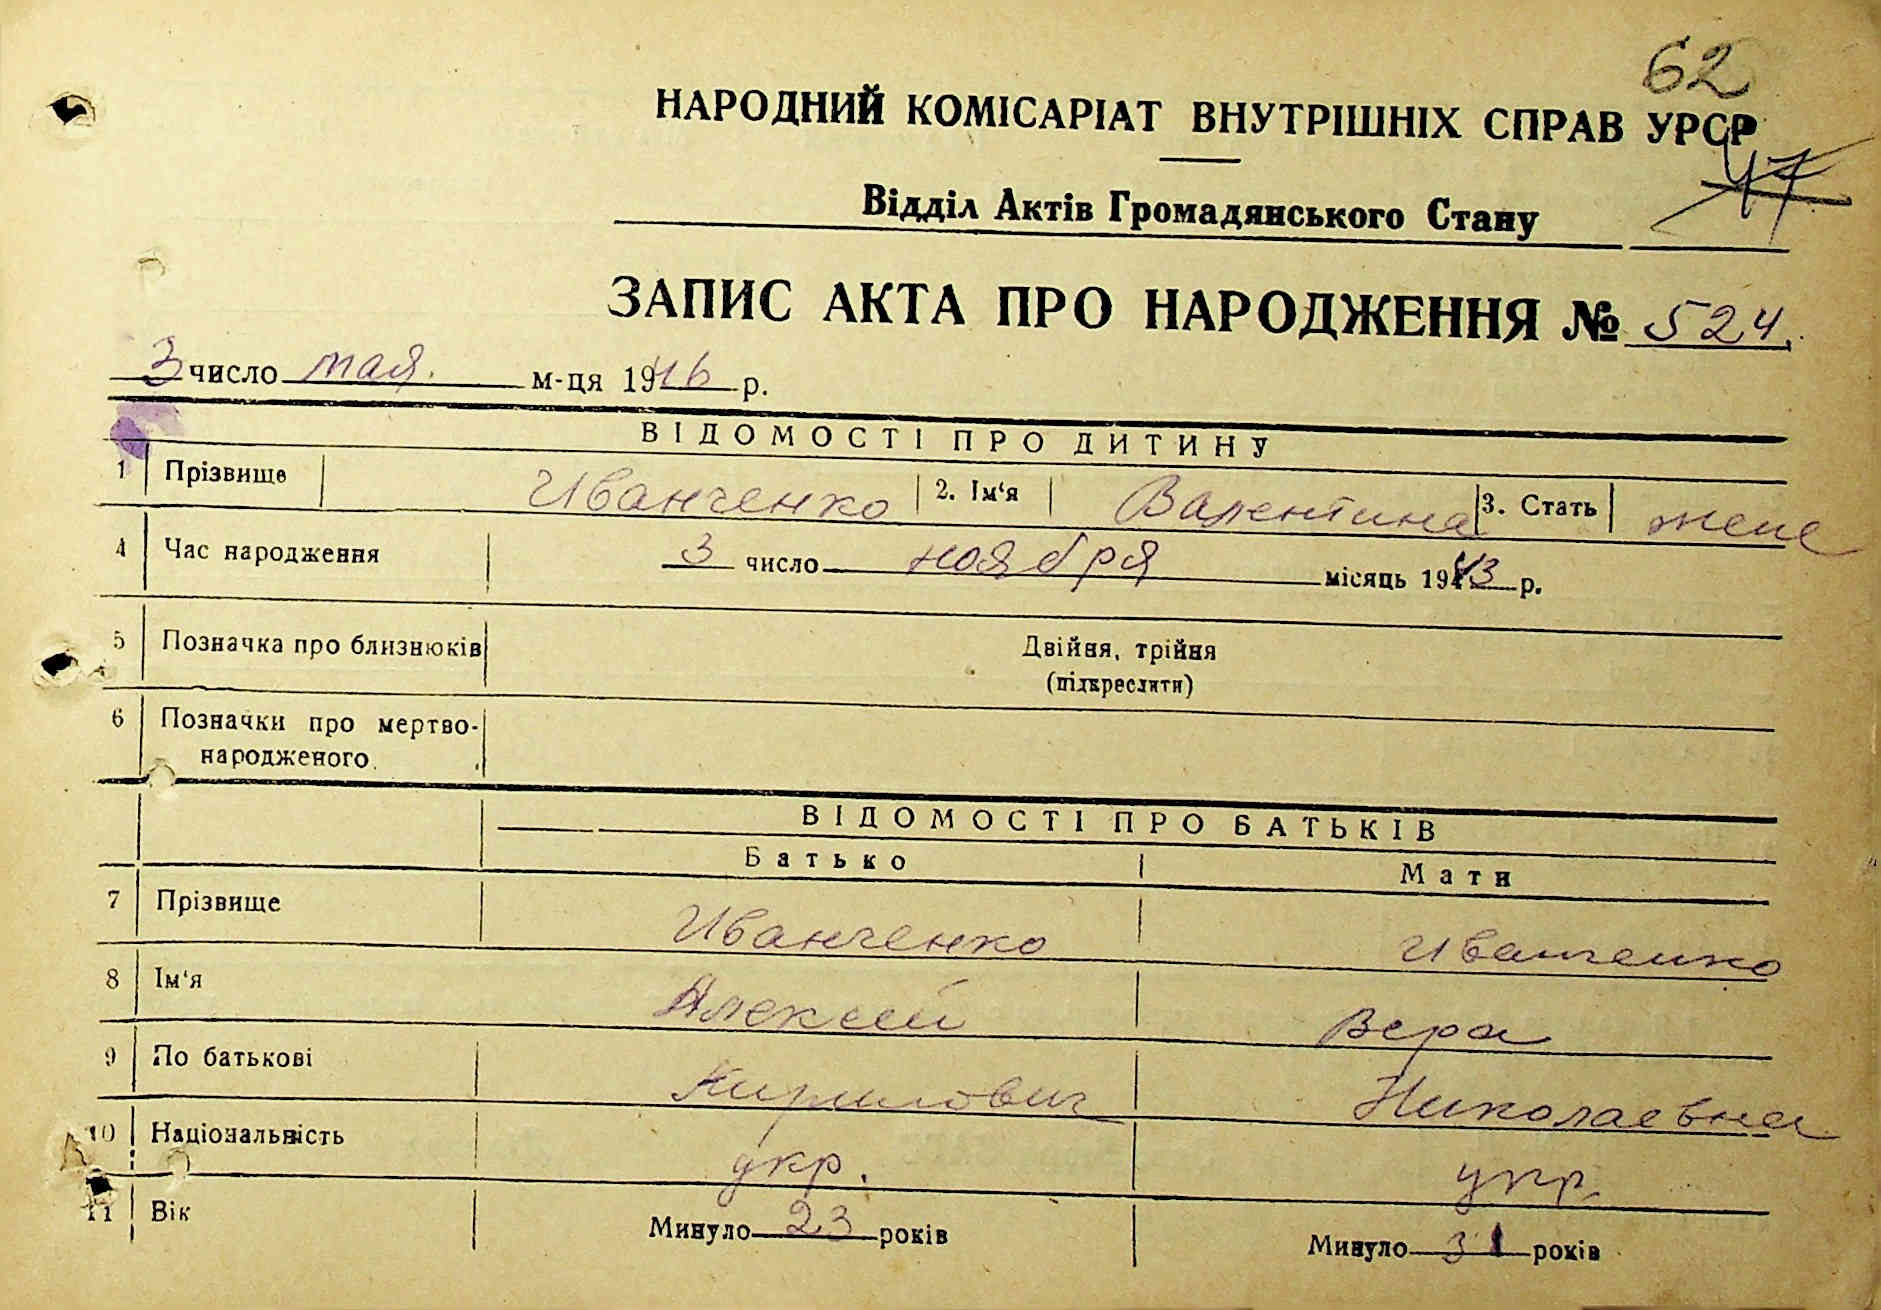 62
НАРОДНИЙ КОМІСАРІАТ ВНУТРІШНІХ СПРАВ УРСР
47
Відділ Актів Громадянського Стану
ЗАПИС АКТА ПРО НАРОДЖЕННЯ № 524.
3 число мая. м-ця 1946 р.
ВІДОМОСТІ ПРО ДИТИНУ
1 Прізвище Иванченко 2. Ім'я Валентина 3. Стать женс
4 Час народження 3 число ноября місяць 1943 р.
5 Позначка про близнюків Двійня, трійня
(підкреслити)
6 Позначки про мертво-
народженого.
ВІДОМОСТІ ПРО БАТЬКІВ
Батько Мати
7 Прізвище Иванченко Иванченко
8 Ім'я Алексей Вера
9 По батькові Кирилович Николаевна
10 Національність укр. укр.
11 Вік Минуло 23 років Минуло 31 років